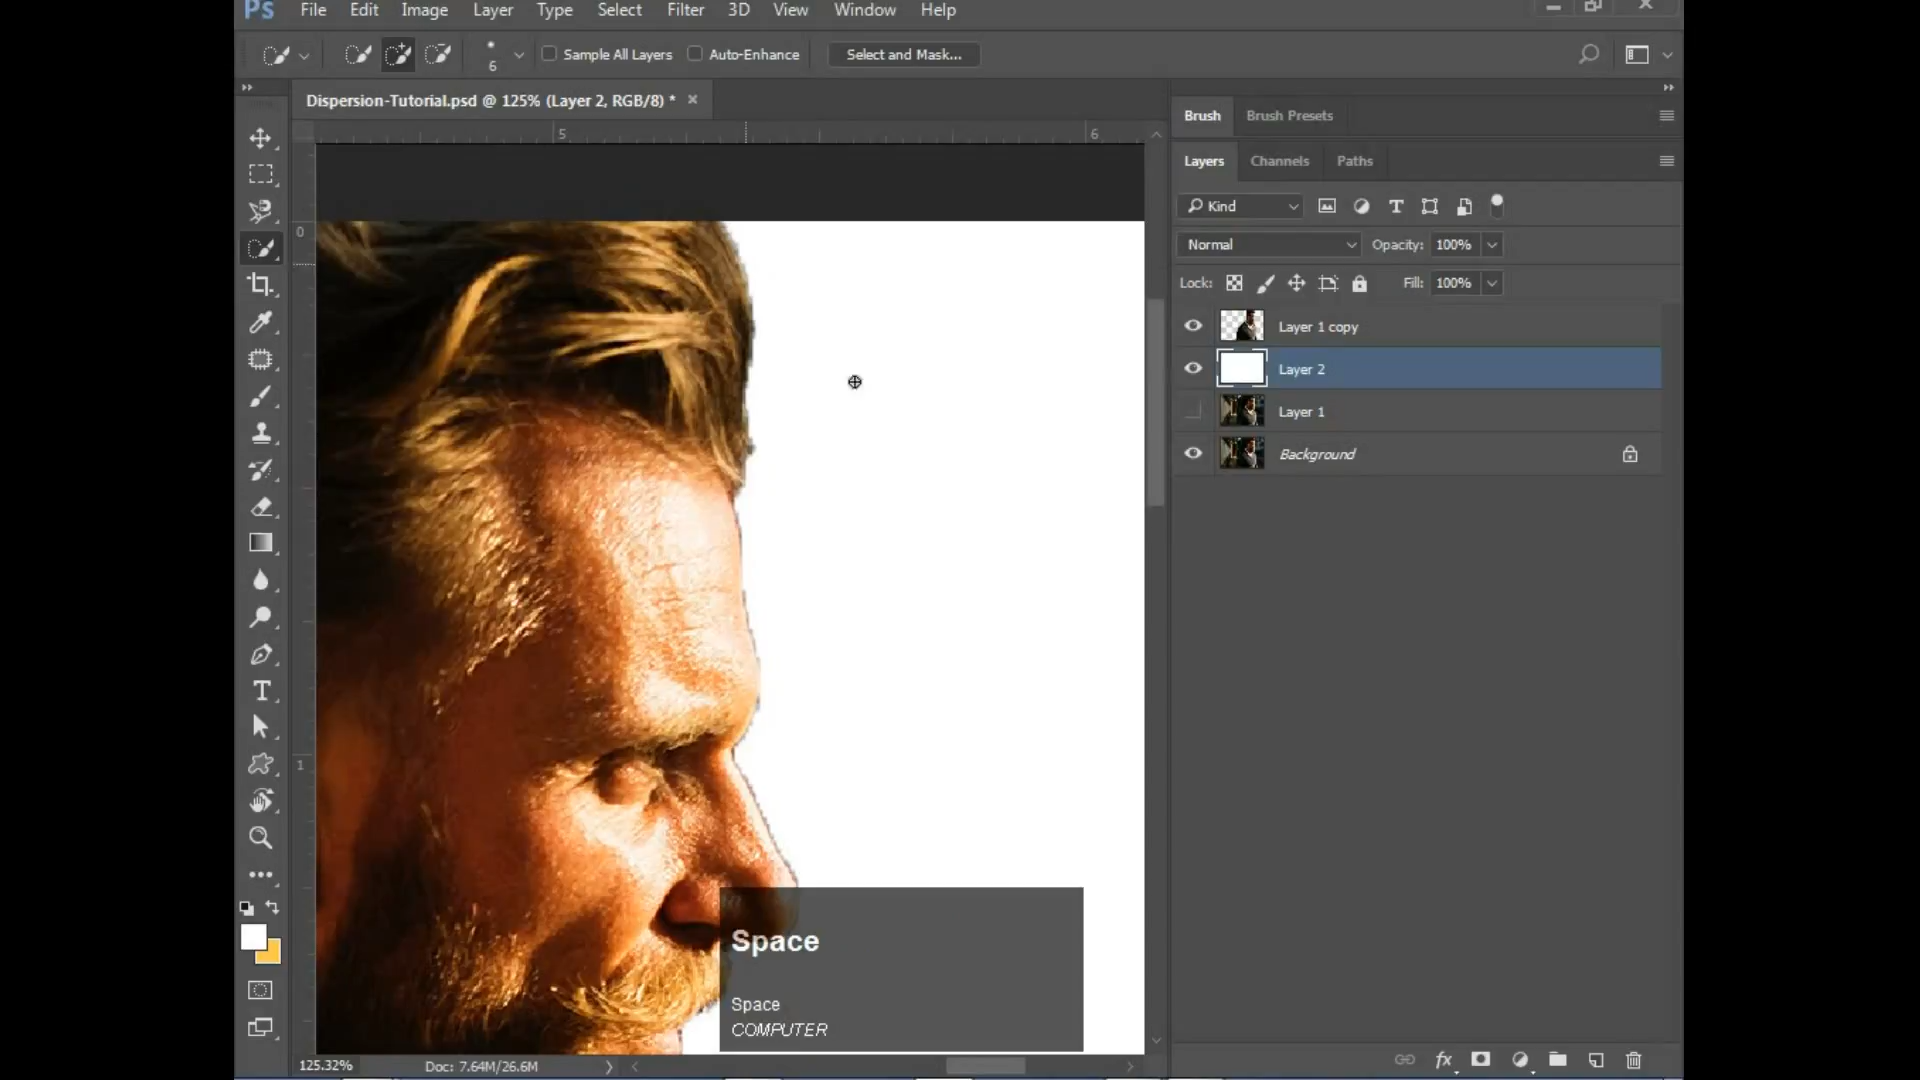 Ps File Edit Image Layer Type Select Filter 3D View Window Help
6 Sample All Layers Auto-Enhance Select and Mask...
Dispersion-Tutorial.psd @ 125% (Layer 2, RGB/8) *
5 6
0
1
Brush Brush Presets
Layers Channels Paths
Kind
Normal Opacity: 100%
Lock: Fill: 100%
Layer 1 copy
Layer 2
Layer 1
Background
Space
Space
COMPUTER
125.32% Doc: 7.64M/26.6M